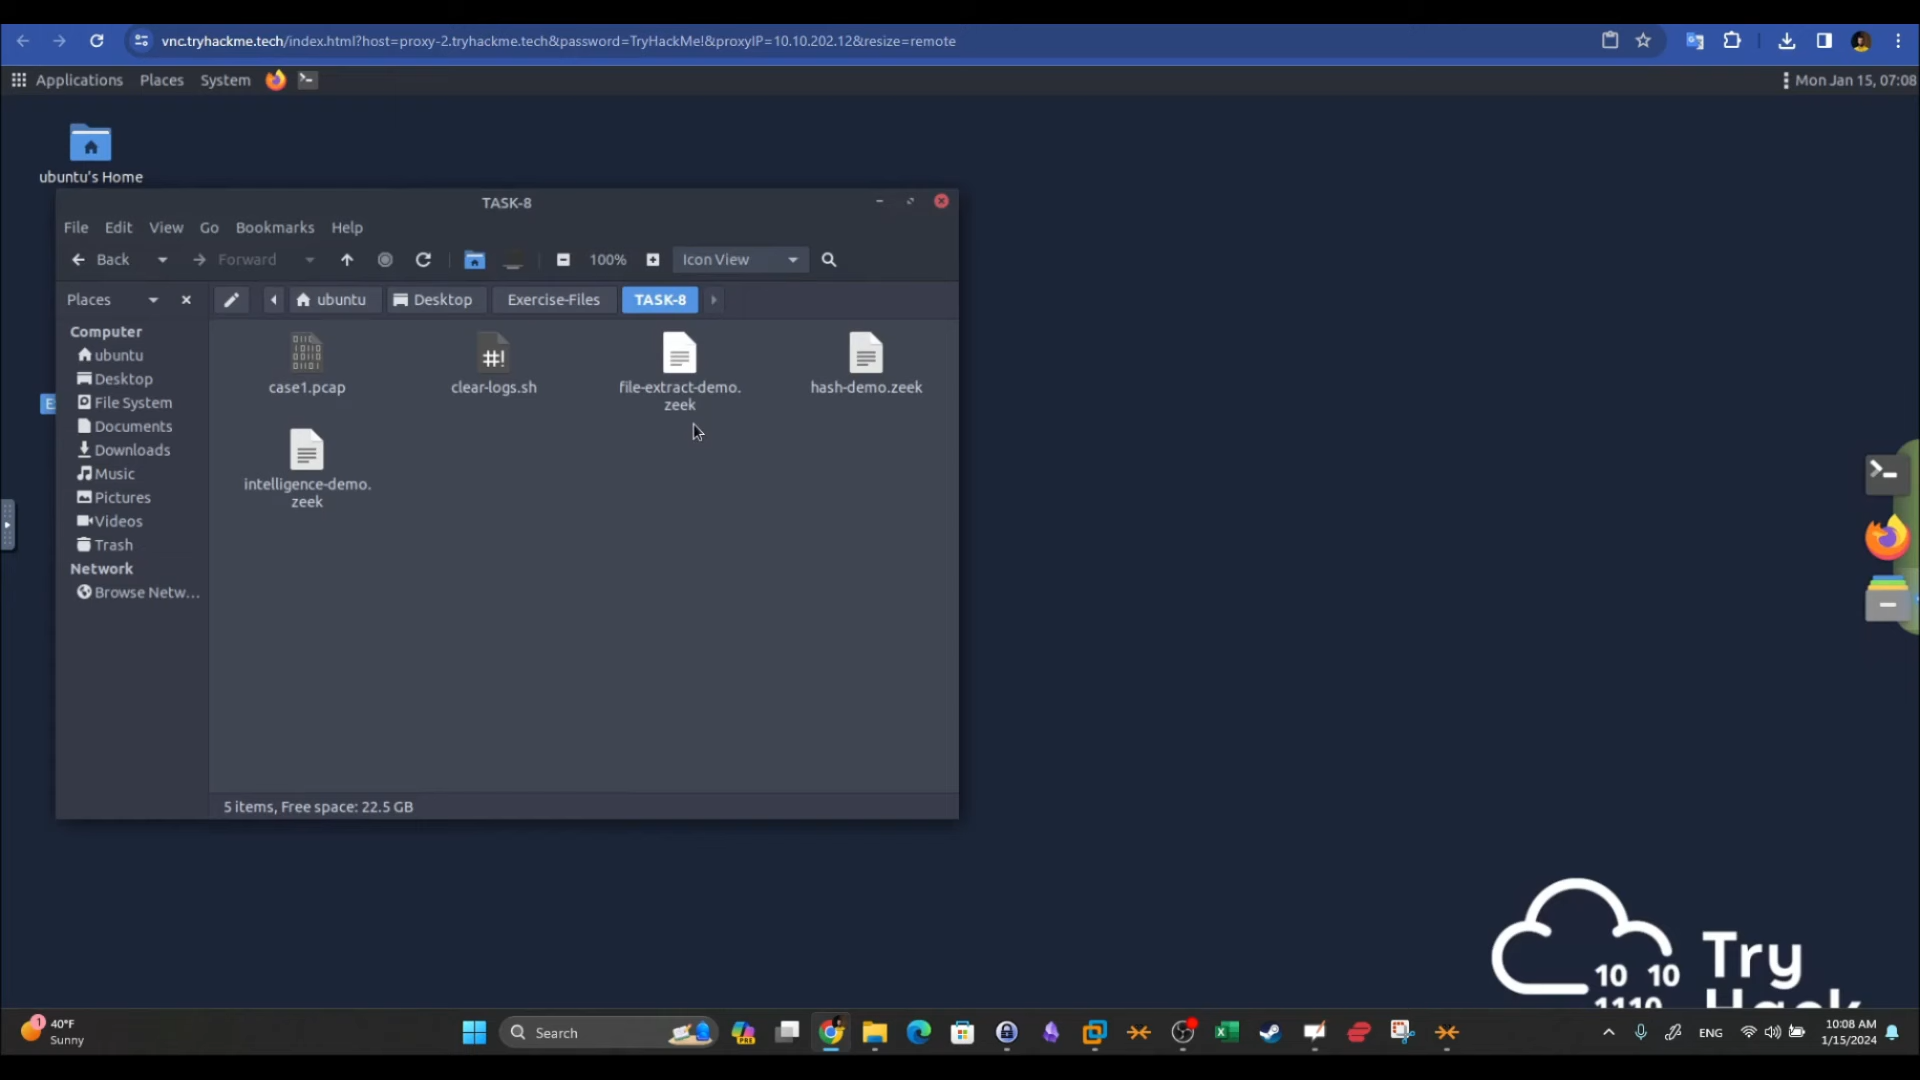 vnc.tryhackme.tech/index.html?host=proxy-2.tryhackme.tech&password=TryHackMe!&proxyIP=10.10.202.12&resize=remote
Applications Places System Mon Jan 15, 07:08
ubuntu's Home
TASK-8
File Edit View Go Bookmarks Help
Back Forward 100% Icon View
Places ubuntu Desktop Exercise-Files TASK-8
Computer
ubuntu
Desktop
File System
Documents
Downloads
Music
Pictures
Videos
Trash
Network
Browse Netw...
case1.pcap
#!
clear-logs.sh
file-extract-demo.
zeek
hash-demo.zeek
intelligence-demo.
zeek
E
5 items, Free space: 22.5 GB
10 10
1110
Try
Hack
1
40°F
Sunny
Search
PRE
ENG
10:08 AM
1/15/2024